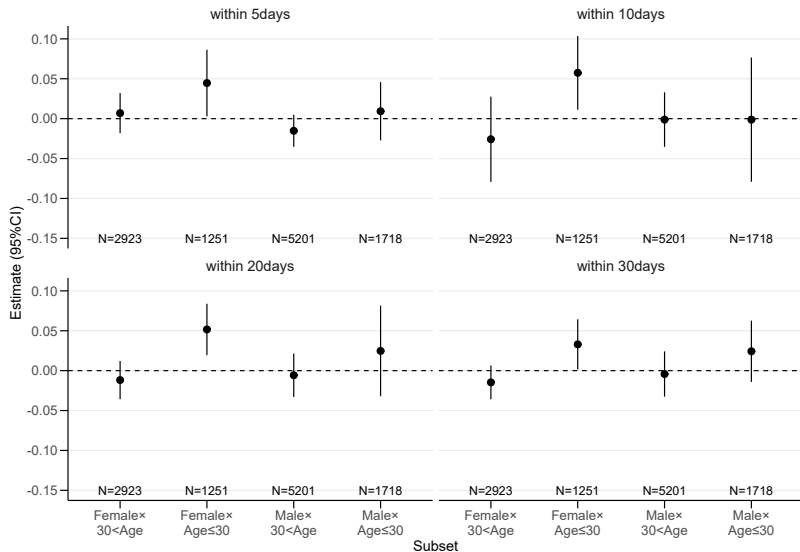 within 5days
within 10days
0.10
0.05
0.00
-0.05
-0.10
-0.15
N=2923 N=1251 N=5201 N=1718
N=2923 N=1251 N=5201 N=1718
Estimate (95%CI)
within 20days
within 30days
0.10
0.05
0.00
-0.05
-0.10
-0.15
N=2923 N=1251 N=5201 N=1718
N=2923 N=1251 N=5201 N=1718
Female× Female× Male× Male×
30<Age Age≤30 30<Age Age≤30
Female× Female× Male× Male×
30<Age Age≤30 30<Age Age≤30
Subset